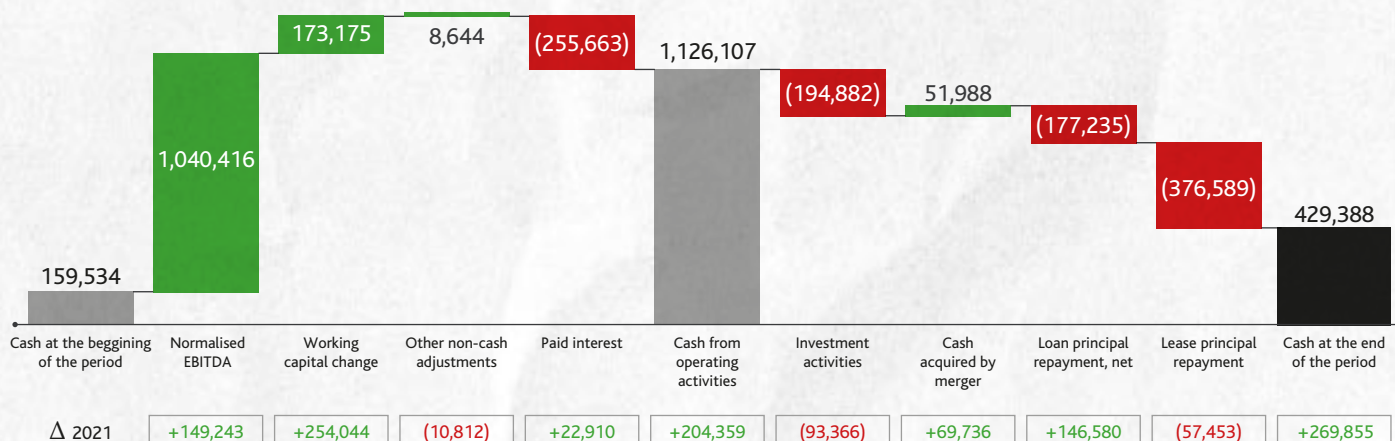 173,175
8,644
(255,663)
1,126,107
(194,882)
51,988
(177,235)
1,040,416
(376,589)
429,388
159,534
Cash at the beggining
of the period
Normalised
EBITDA
Working
capital change
Other non-cash
adjustments
Paid interest
Cash from
operating
activities
Investment
activities
Cash
acquired by
merger
Loan principal
repayment, net
Lease principal
repayment
Cash at the end
of the period
Δ 2021
+149,243
+254,044
(10,812)
+22,910
+204,359
(93,366)
+69,736
+146,580
(57,453)
+269,855